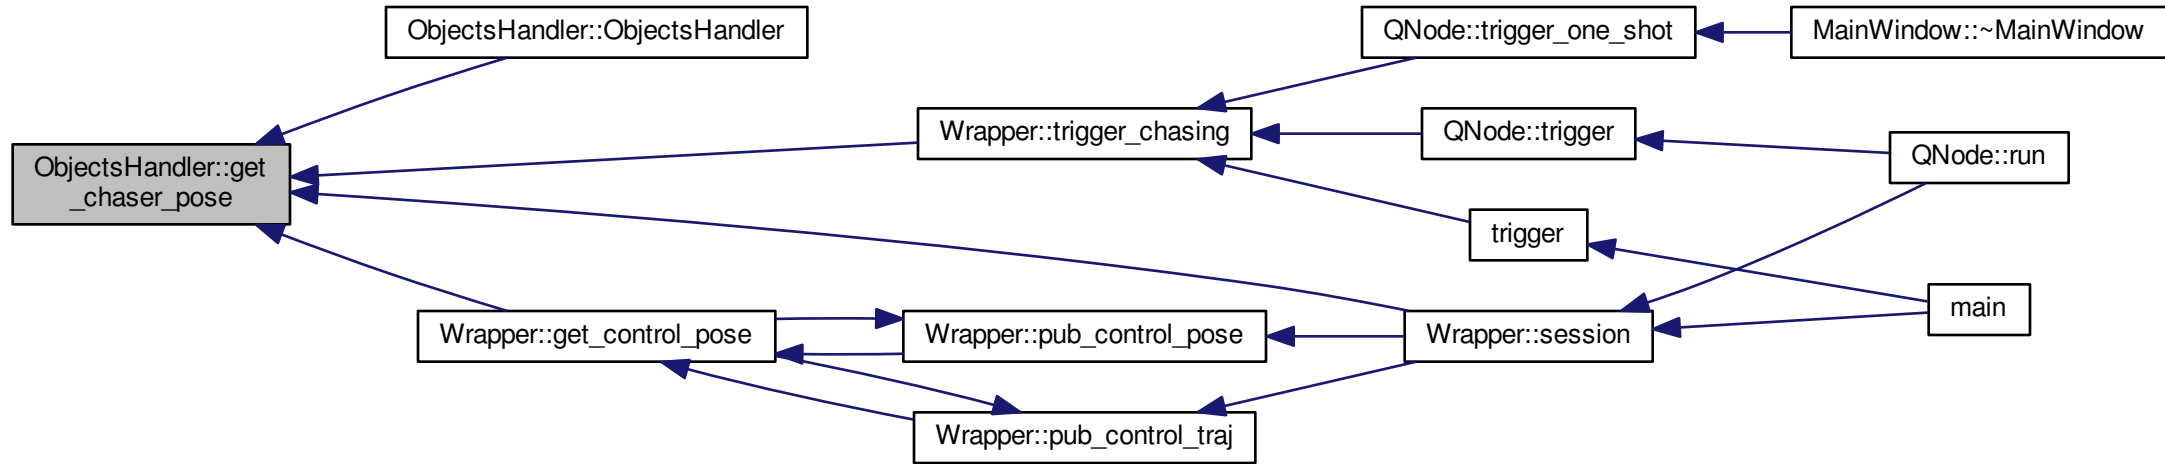 ObjectsHandler::ObjectsHandler
QNode::trigger_one_shot
MainWindow::~MainWindow
Wrapper::trigger_chasing
QNode::trigger
QNode::run
ObjectsHandler::get
_chaser_pose
trigger
main
Wrapper::get_control_pose
Wrapper::pub_control_pose
Wrapper::session
Wrapper::pub_control_traj